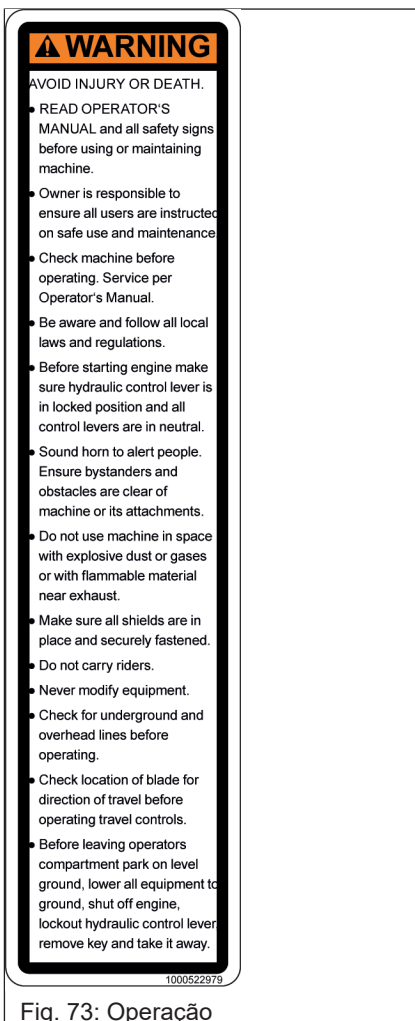 WARNING
AVOID INJURY OR DEATH.
• READ OPERATOR'S
MANUAL and all safety signs
before using or maintaining
machine.
• Owner is responsible to
ensure all users are instructed
on safe use and maintenance.
• Check machine before
operating. Service per
Operator's Manual.
• Be aware and follow all local
laws and regulations.
• Before starting engine make
sure hydraulic control lever is
in locked position and all
control levers are in neutral.
• Sound horn to alert people.
Ensure bystanders and
obstacles are clear of
machine or its attachments.
• Do not use machine in space
with explosive dust or gases
or with flammable material
near exhaust.
• Make sure all shields are in
place and securely fastened.
• Do not carry riders.
• Never modify equipment.
• Check for underground and
overhead lines before
operating.
• Check location of blade for
direction of travel before
operating travel controls.
• Before leaving operators
compartment park on level
ground, lower all equipment to
ground, shut off engine,
lockout hydraulic control lever,
remove key and take it away.
1000522979
Fig. 73: Operação